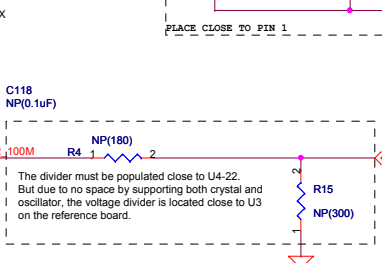 X
PLACE CLOSE TO PIN 1
C118
NP(0.1uF)
NP(180)
100M
R4 1 2
The divider must be populated close to U4-22.
But due to no space by supporting both crystal and
oscillator, the voltage divider is located close to U3
on the reference board.
2
R15
NP(300)
1